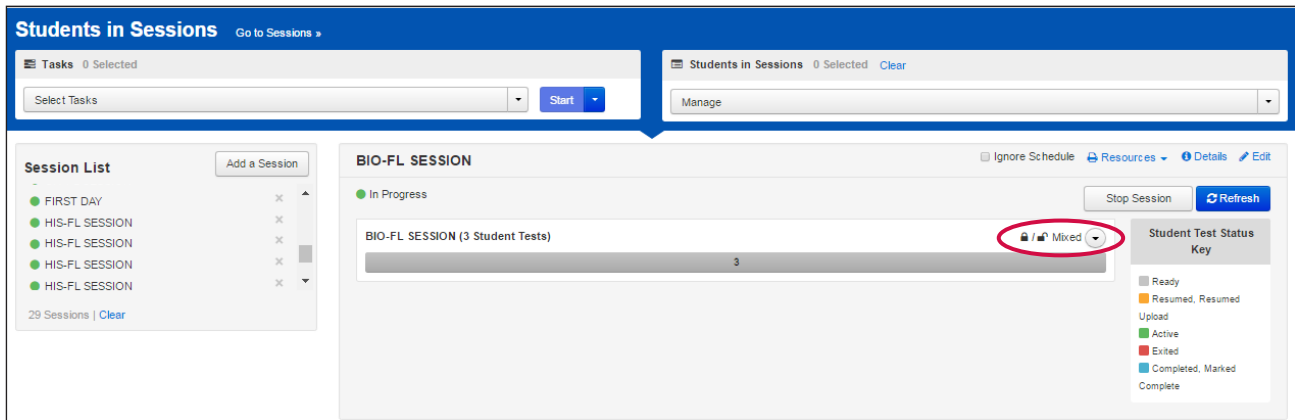 Students in Sessions Go to Sessions »
Tasks 0 Selected
Select Tasks
Start
Students in Sessions 0 Selected Clear
Manage
Session List
Add a Session
FIRST DAY
HIS-FL SESSION
HIS-FL SESSION
HIS-FL SESSION
HIS-FL SESSION
29 Sessions | Clear
BIO-FL SESSION
Ignore Schedule Resources Details Edit
In Progress
Stop Session Refresh
BIO-FL SESSION (3 Student Tests)
/ Mixed
3
Student Test Status
Key
Ready
Resumed, Resumed
Upload
Active
Exited
Completed, Marked
Complete